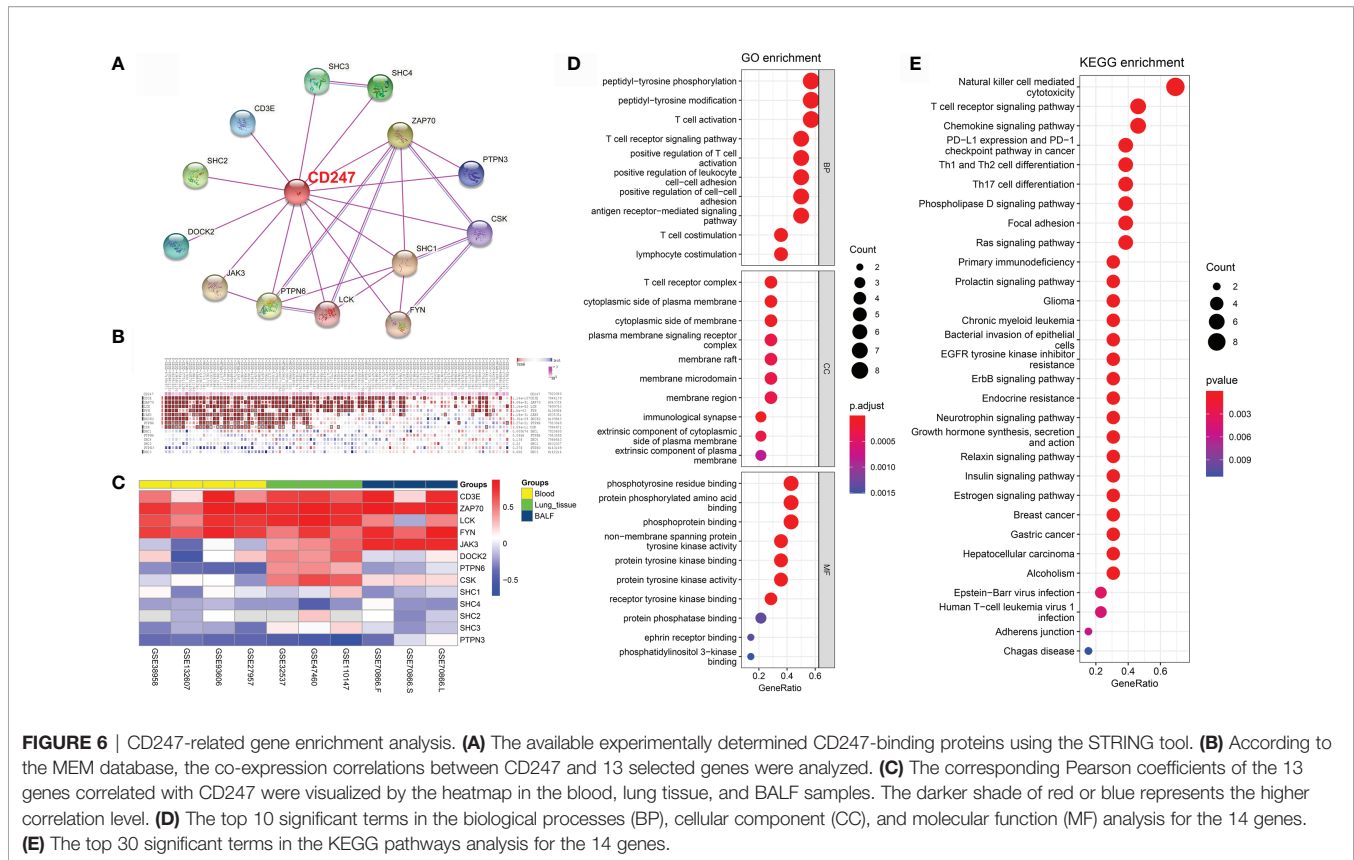 A
SHC3
SHC4
CD3E
ZAP70
SHC2
PTPN3
CD247
CSK
DOCK2
SHC1
JAK3
PTPN6
LCK
FYN
B
C
Groups
CD3E
ZAP70
LCK
FYN
JAK3
DOCK2
PTPN6
CSK
SHC1
SHC4
SHC2
SHC3
PTPN3
GSE38958
GSE132607
GSE93606
GSE27957
GSE32537
GSE47460
GSE110147
GSE70866.F
GSE70866.S
GSE70866.L
0.5
0
−0.5
Groups
Blood
Lung_tissue
BALF
D
GO enrichment
peptidyl−tyrosine phosphorylation
peptidyl−tyrosine modification
T cell activation
T cell receptor signaling pathway
positive regulation of T cell
activation
positive regulation of leukocyte
cell−cell adhesion
positive regulation of cell−cell
adhesion
antigen receptor−mediated signaling
pathway
T cell costimulation
lymphocyte costimulation
BP
T cell receptor complex
cytoplasmic side of plasma membrane
cytoplasmic side of membrane
plasma membrane signaling receptor
complex
membrane raft
membrane microdomain
membrane region
immunological synapse
extrinsic component of cytoplasmic
side of plasma membrane
extrinsic component of plasma
membrane
CC
phosphotyrosine residue binding
protein phosphorylated amino acid
binding
phosphoprotein binding
non−membrane spanning protein
tyrosine kinase activity
protein tyrosine kinase binding
protein tyrosine kinase activity
receptor tyrosine kinase binding
protein phosphatase binding
ephrin receptor binding
phosphatidylinositol 3−kinase
binding
MF
0.2 0.4 0.6
GeneRatio
Count
2
3
4
5
6
7
8
p.adjust
0.0005
0.0010
0.0015
E
KEGG enrichment
Natural killer cell mediated
cytotoxicity
T cell receptor signaling pathway
Chemokine signaling pathway
PD−L1 expression and PD−1
checkpoint pathway in cancer
Th1 and Th2 cell differentiation
Th17 cell differentiation
Phospholipase D signaling pathway
Focal adhesion
Ras signaling pathway
Primary immunodeficiency
Prolactin signaling pathway
Glioma
Chronic myeloid leukemia
Bacterial invasion of epithelial
cells
EGFR tyrosine kinase inhibitor
resistance
ErbB signaling pathway
Endocrine resistance
Neurotrophin signaling pathway
Growth hormone synthesis, secretion
and action
Relaxin signaling pathway
Insulin signaling pathway
Estrogen signaling pathway
Breast cancer
Gastric cancer
Hepatocellular carcinoma
Alcoholism
Epstein−Barr virus infection
Human T−cell leukemia virus 1
infection
Adherens junction
Chagas disease
0.2 0.4 0.6
GeneRatio
Count
2
4
6
8
pvalue
0.003
0.006
0.009
FIGURE 6 | CD247-related gene enrichment analysis. (A) The available experimentally determined CD247-binding proteins using the STRING tool. (B) According to
the MEM database, the co-expression correlations between CD247 and 13 selected genes were analyzed. (C) The corresponding Pearson coefficients of the 13
genes correlated with CD247 were visualized by the heatmap in the blood, lung tissue, and BALF samples. The darker shade of red or blue represents the higher
correlation level. (D) The top 10 significant terms in the biological processes (BP), cellular component (CC), and molecular function (MF) analysis for the 14 genes.
(E) The top 30 significant terms in the KEGG pathways analysis for the 14 genes.